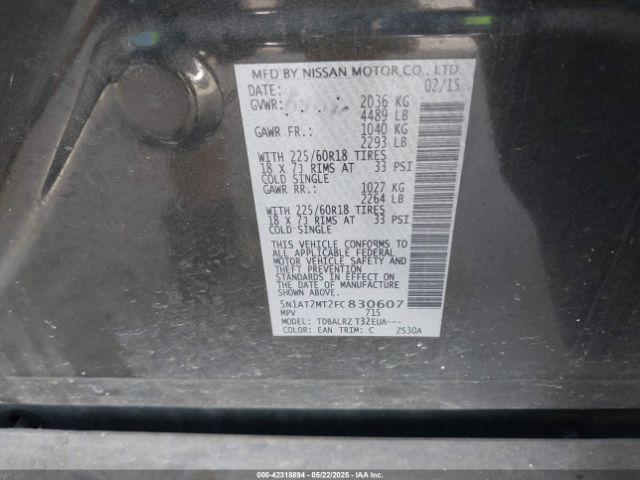 MFD BY NISSAN MOTOR CO., LTD.
DATE: 02/15
GVWR: 2036 KG
4489 LB
GAWR FR.: 1040 KG
2293 LB
WITH 225/60R18 TIRES
18 X 7J RIMS AT 33 PSI
COLD SINGLE
GAWR RR.: 1027 KG
2264 LB
WITH 225/60R18 TIRES
18 X 7J RIMS AT 33 PSI
COLD SINGLE
THIS VEHICLE CONFORMS TO
ALL APPLICABLE FEDERAL
MOTOR VEHICLE SAFETY AND
THEFT PREVENTION
STANDARDS IN EFFECT ON
THE DATE OF MANUFACTURE
SHOWN ABOVE.
5N1AT2MT2FC830607
MPV 715
MODEL: TDBALRZ T32EUA---
COLOR: EAN TRIM: C 2S30A
000-42318894 | 05/22/2025 | IAAI